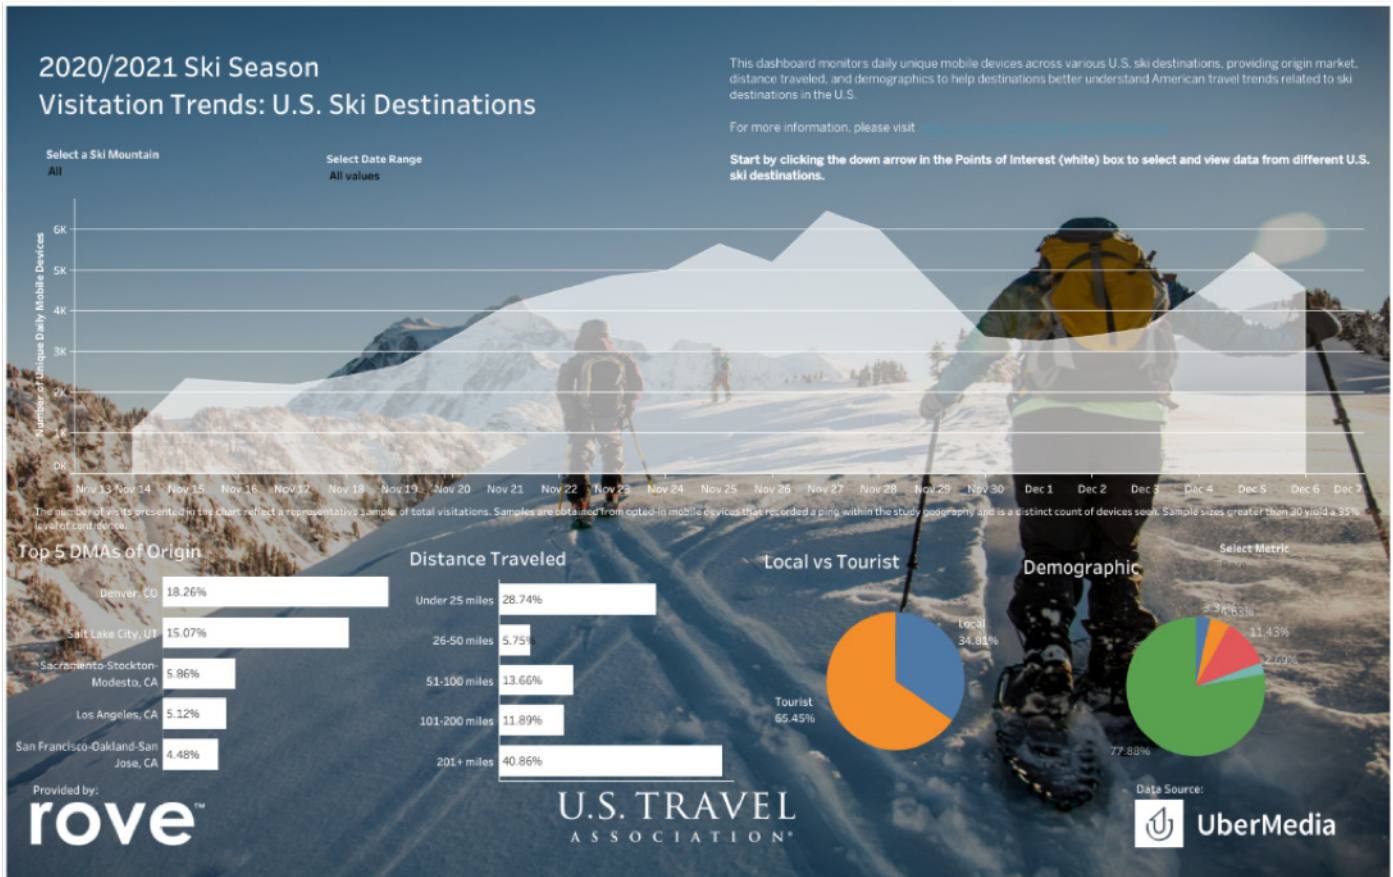 2020/2021 Ski Season
Visitation Trends: U.S. Ski Destinations
This dashboard monitors daily unique mobile devices across various U.S. ski destinations, providing origin market,
distance traveled, and demographics to help destinations better understand American travel trends related to ski
destinations in the U.S.
For more information, please visit
Start by clicking the down arrow in the Points of Interest (white) box to select and view data from different U.S.
ski destinations.
Select a Ski Mountain
All
Select Date Range
All values
Number of Unique Daily Mobile Devices
6K
5K
4K
3K
2K
0K
Nov 13 Nov 14 Nov 15 Nov 16 Nov 17 Nov 18 Nov 19 Nov 20 Nov 21 Nov 22 Nov 23 Nov 24 Nov 25 Nov 26 Nov 27 Nov 28 Nov 29 Nov 30 Dec 1 Dec 2 Dec 3 Dec 4 Dec 5 Dec 6 Dec 7
The number of visits presented in the chart reflect a representative sample of total visitations. Samples are obtained from opted-in mobile devices that recorded a ping within the study geography and is a distinct count of devices seen. Sample sizes greater than 30 yield a 95%
level of confidence.
Top 5 DMAs of Origin
Denver, CO 18.26%
Salt Lake City, UT 15.07%
Sacramento-Stockton-
Modesto, CA 5.86%
Los Angeles, CA 5.12%
San Francisco-Oakland-San
Jose, CA 4.48%
Distance Traveled
Under 25 miles 28.74%
26-50 miles 5.75%
51-100 miles 13.66%
101-200 miles 11.89%
201+ miles 40.86%
Local vs Tourist
Local
34.81%
Tourist
65.45%
Select Metric
Demographic
11.43%
77.88%
Provided by:
rove™
U.S. TRAVEL
ASSOCIATION®
Data Source:
UberMedia